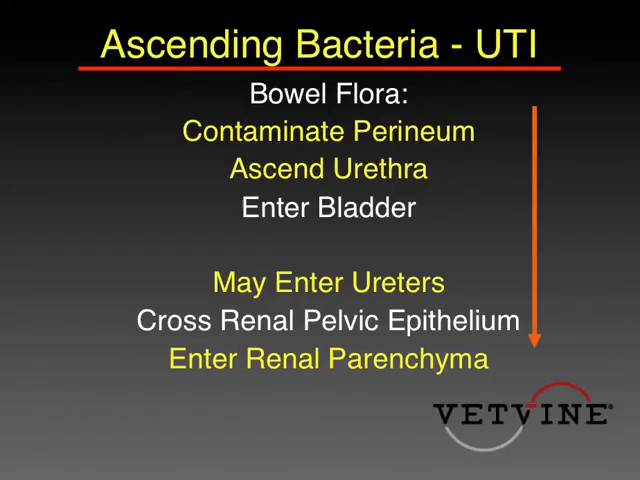 Ascending Bacteria - UTI
Bowel Flora:
Contaminate Perineum
Ascend Urethra
Enter Bladder
May Enter Ureters
Cross Renal Pelvic Epithelium
Enter Renal Parenchyma
VETVINE®